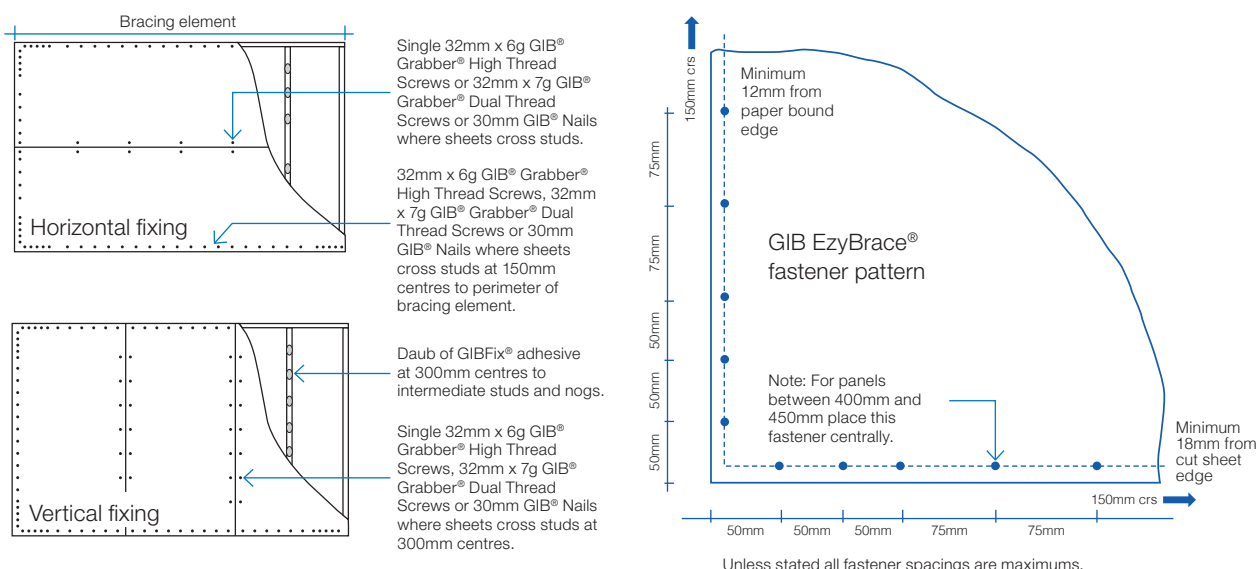 Bracing element
Single 32mm x 6g GIB®
Grabber® High Thread
Screws or 32mm x 7g GIB®
Grabber® Dual Thread
Screws or 30mm GIB® Nails
where sheets cross studs.
32mm x 6g GIB® Grabber®
High Thread Screws, 32mm
x 7g GIB® Grabber® Dual
Thread Screws or 30mm
GIB® Nails where sheets
cross studs at 150mm
centres to perimeter of
bracing element.
Horizontal fixing
Daub of GIBFix® adhesive
at 300mm centres to
intermediate studs and nogs.
Single 32mm x 6g GIB®
Grabber® High Thread
Screws, 32mm x 7g GIB®
Grabber® Dual Thread
Screws or 30mm GIB® Nails
where sheets cross studs at
300mm centres.
Vertical fixing
150mm crs
75mm
75mm
50mm
50mm
50mm
Minimum
12mm from
paper bound
edge
GIB EzyBrace®
fastener pattern
Note: For panels
between 400mm and
450mm place this
fastener centrally.
Minimum
18mm from
cut sheet
edge
150mm crs
50mm
50mm
50mm
75mm
75mm
Unless stated all fastener spacings are maximums.